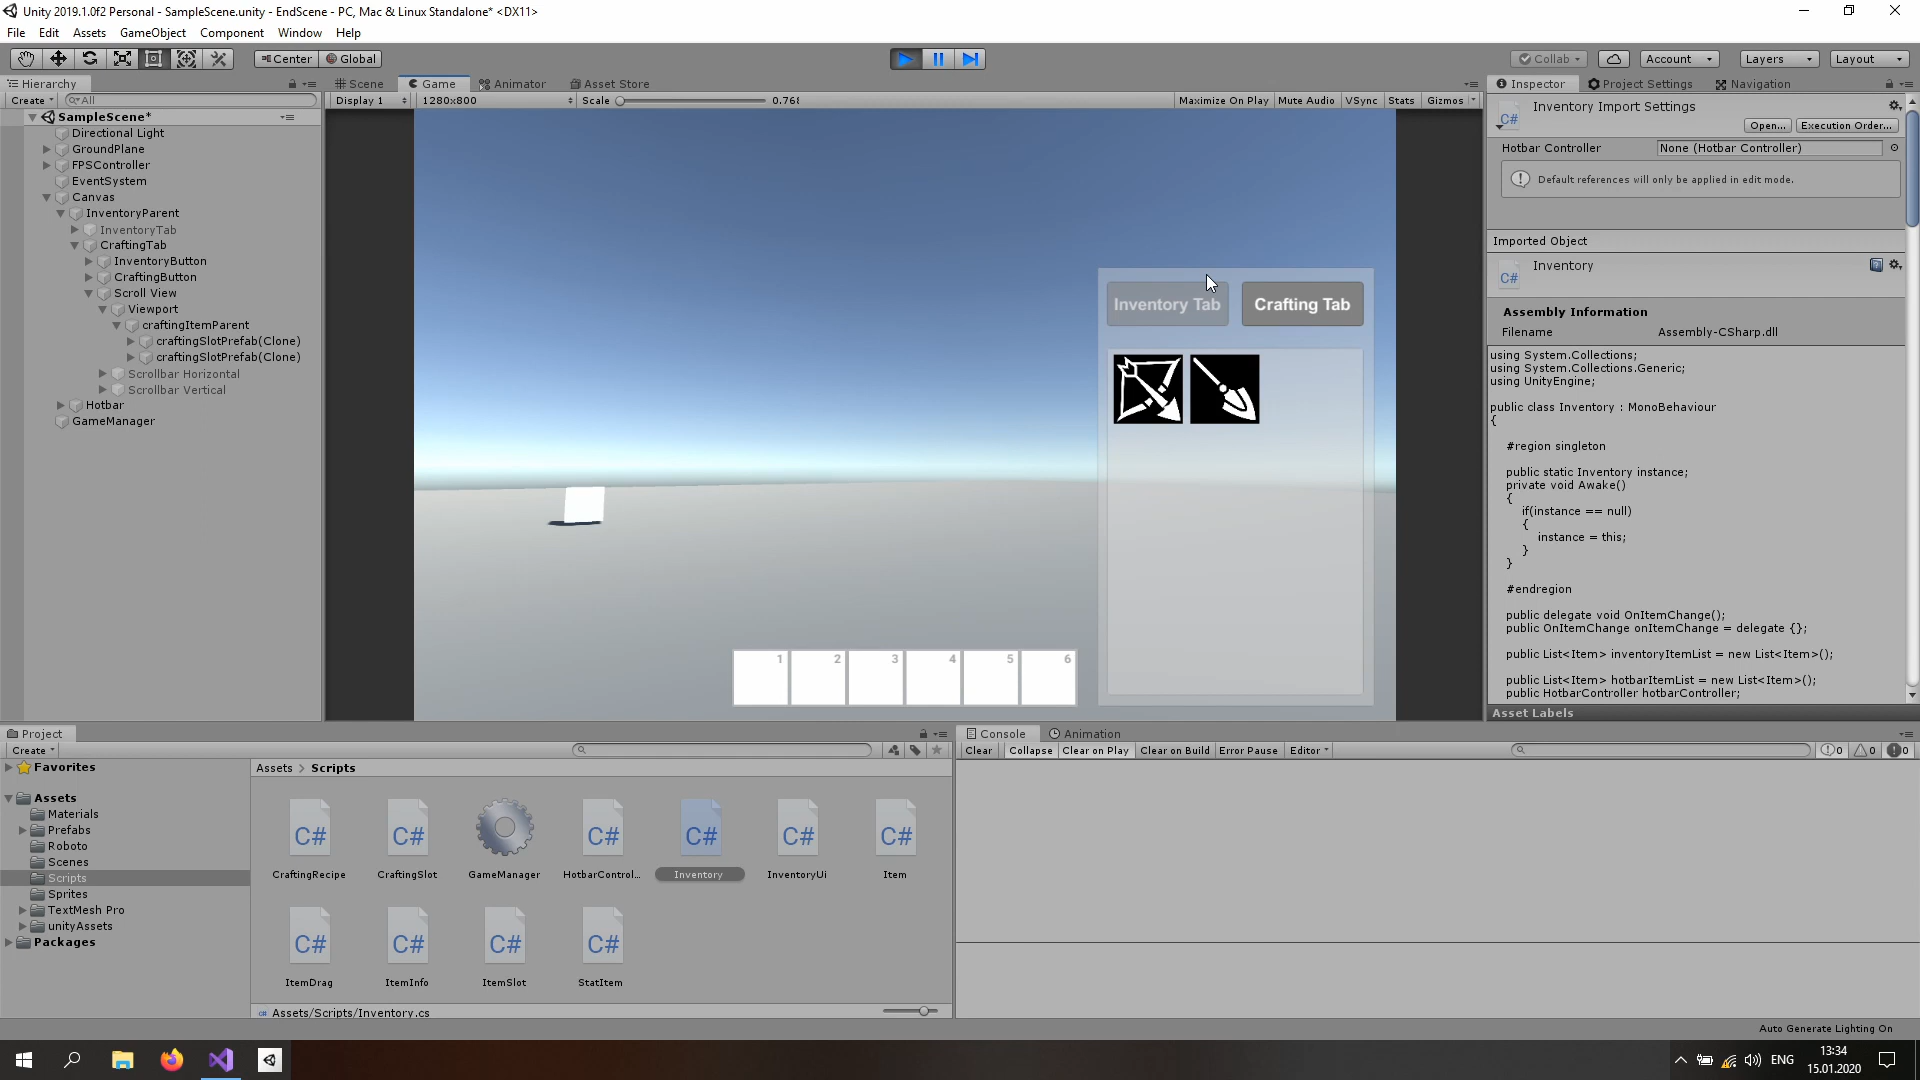 Unity 2019.1.0f2 Personal - SampleScene.unity - EndScene - PC, Mac & Linux Standalone* <DX11>
File Edit Assets GameObject Component Window Help
Center Global
Collab Account Layers Layout
Hierarchy
Create All
SampleScene*
Directional Light
GroundPlane
FPSController
EventSystem
Canvas
InventoryParent
InventoryTab
CraftingTab
InventoryButton
CraftingButton
Scroll View
Viewport
craftingItemParent
craftingSlotPrefab(Clone)
craftingSlotPrefab(Clone)
Scrollbar Horizontal
Scrollbar Vertical
Hotbar
GameManager
Scene Game Animator Asset Store
Display 1 1280x800 Scale 0.768 Maximize On Play Mute Audio VSync Stats Gizmos
Inventory Tab Crafting Tab
1 2 3 4 5 6
Inspector Project Settings Navigation
Inventory Import Settings
C#
Open... Execution Order...
Hotbar Controller None (Hotbar Controller)
Default references will only be applied in edit mode.
Imported Object
C# Inventory
Assembly Information
Filename Assembly-CSharp.dll
using System.Collections;
using System.Collections.Generic;
using UnityEngine;
public class Inventory : MonoBehaviour
{
#region singleton
public static Inventory instance;
private void Awake()
{
if(instance == null)
{
instance = this;
}
}
#endregion
public delegate void OnItemChange();
public OnItemChange onItemChange = delegate {};
public List<Item> inventoryItemList = new List<Item>();
public List<Item> hotbarItemList = new List<Item>();
public HotbarController hotbarController;
Asset Labels
Project
Create
Favorites
Assets
Materials
Prefabs
Roboto
Scenes
Scripts
Sprites
TextMesh Pro
unityAssets
Packages
Assets > Scripts
C# C# C# C# C# C#
CraftingRecipe CraftingSlot GameManager HotbarControl... Inventory InventoryUi Item
C# C# C# C#
ItemDrag ItemInfo ItemSlot StatItem
Assets/Scripts/Inventory.cs
Console Animation
Clear Collapse Clear on Play Clear on Build Error Pause Editor 0 0 0
Auto Generate Lighting On
ENG 13:34
15.01.2020